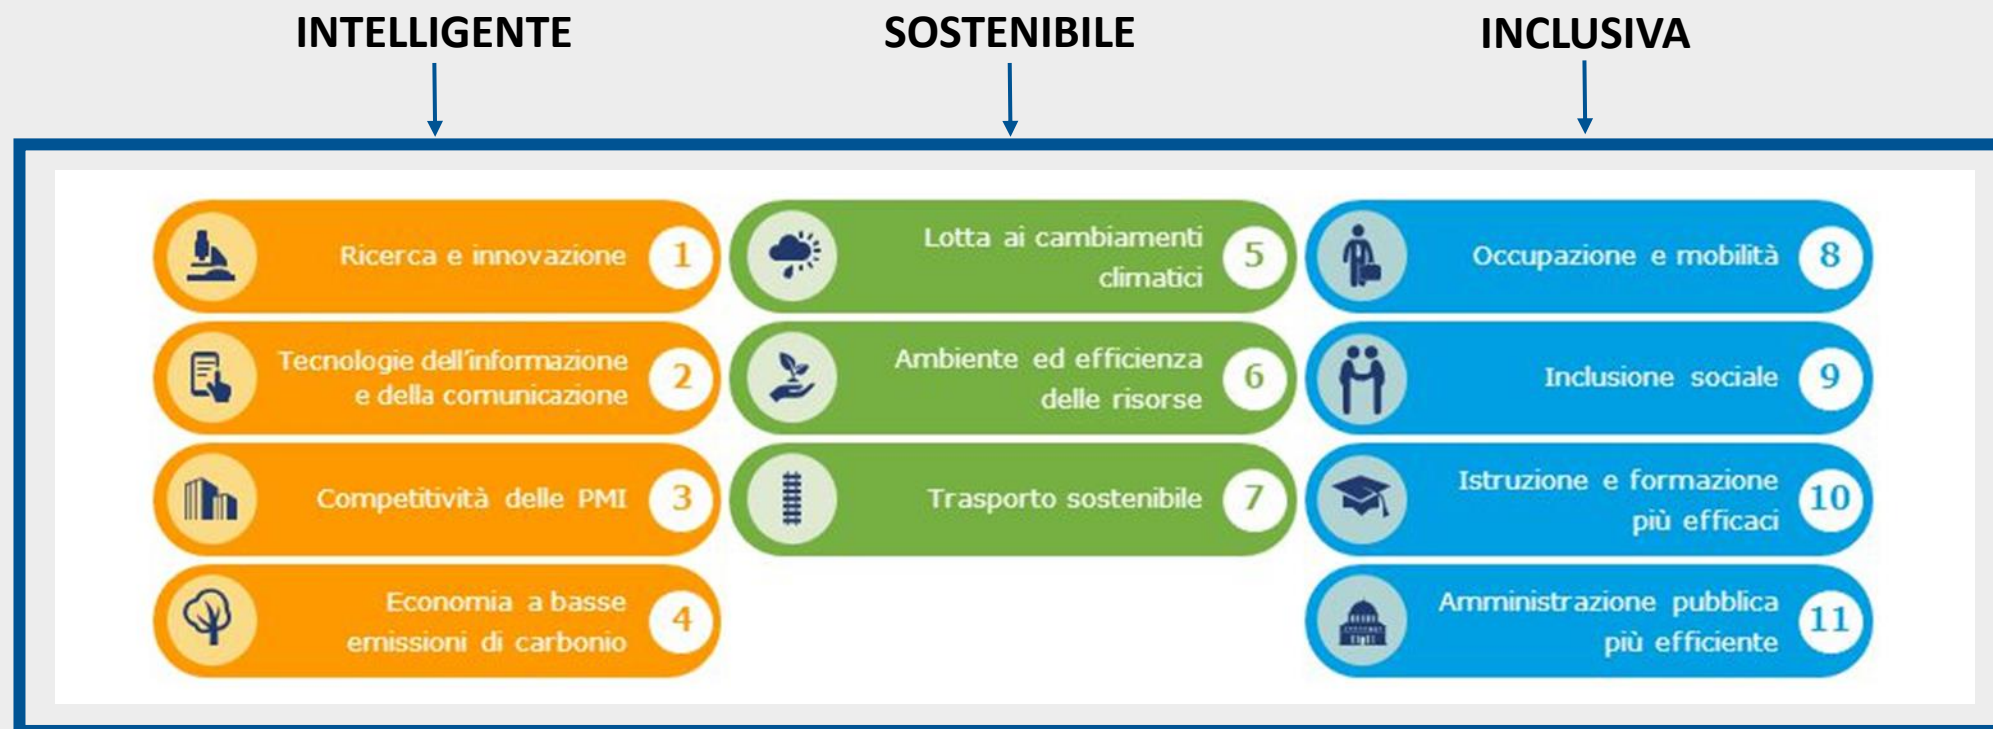 INTELLIGENTE
SOSTENIBILE
INCLUSIVA
Ricerca e innovazione
1
Tecnologie dell'informazione
e della comunicazione
2
Competitività delle PMI
3
Economia a basse
emissioni di carbonio
4
Lotta ai cambiamenti
climatici
5
Ambiente ed efficienza
delle risorse
6
Trasporto sostenibile
7
Occupazione e mobilità
8
Inclusione sociale
9
Istruzione e formazione
più efficaci
10
Amministrazione pubblica
più efficiente
11